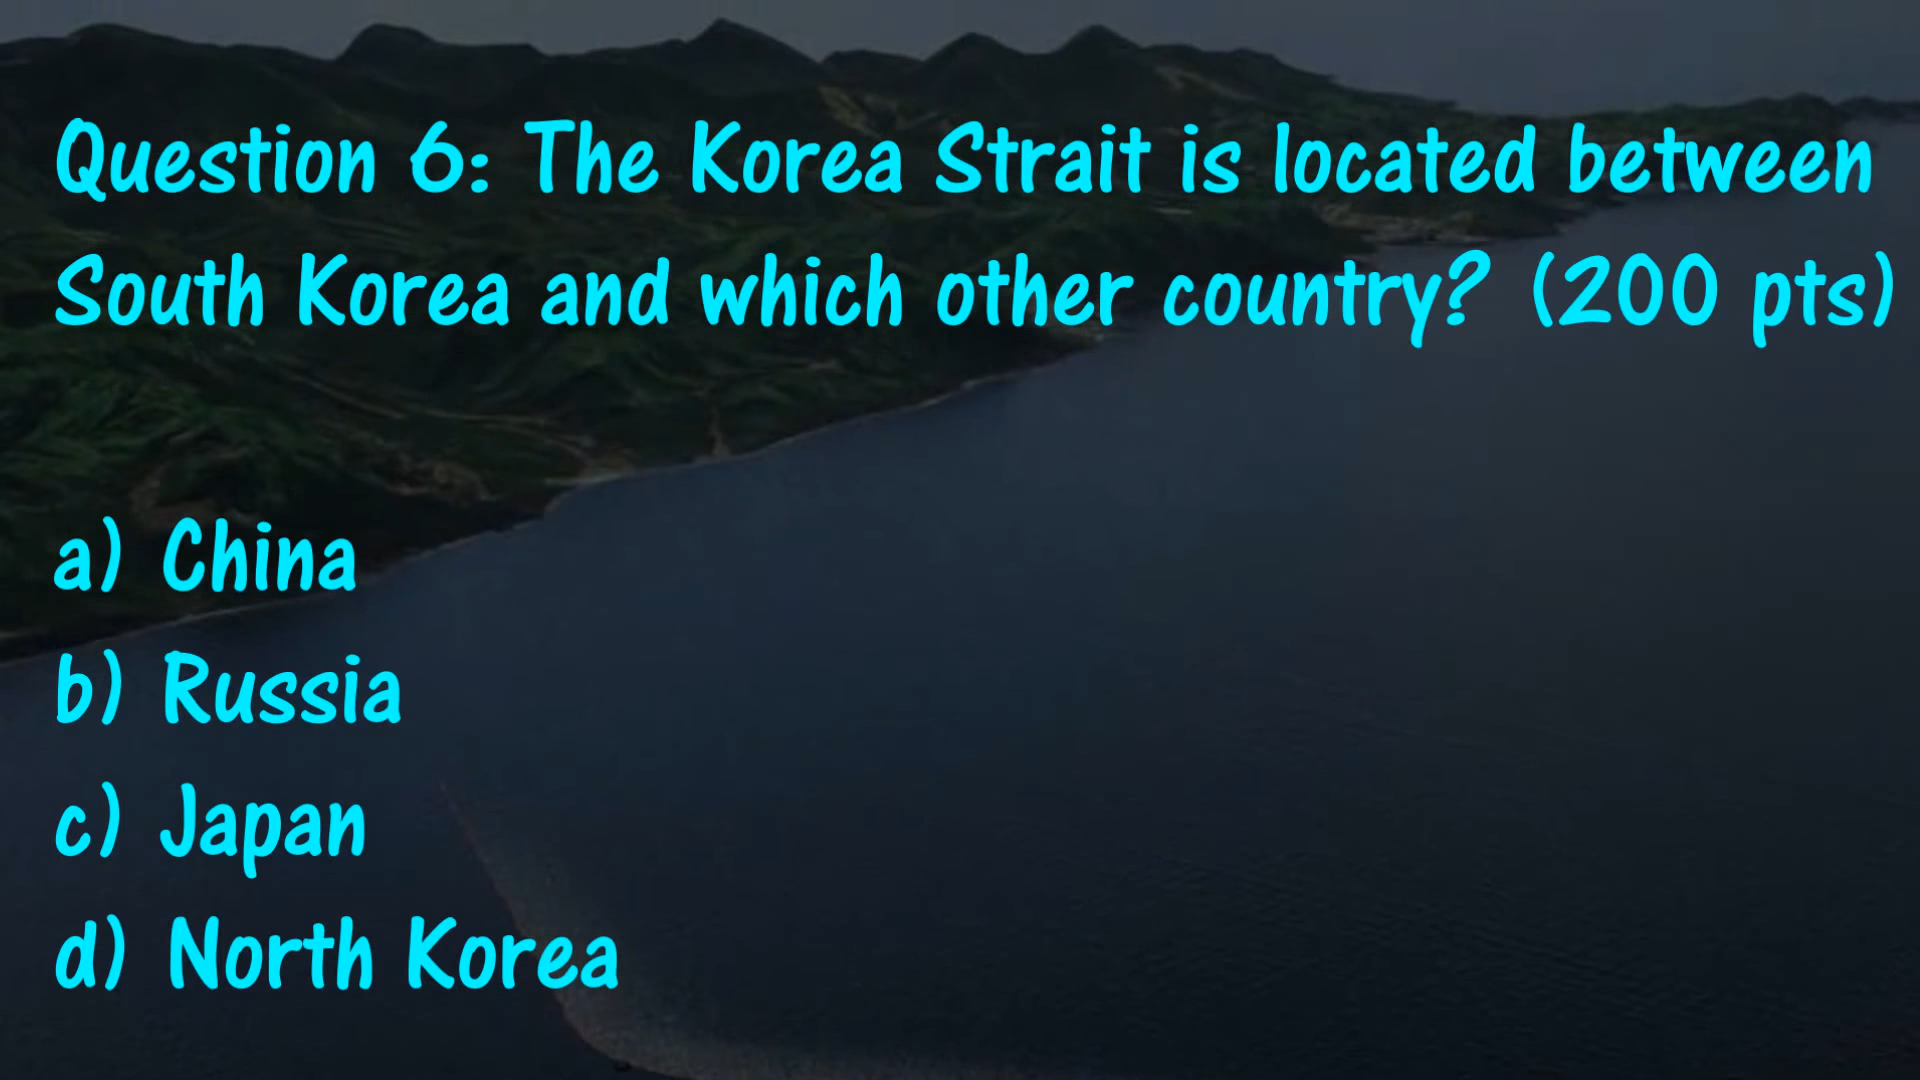 Question 6: The Korea Strait is located between
South Korea and which other country? (200 pts)
a) China
b) Russia
c) Japan
d) North Korea